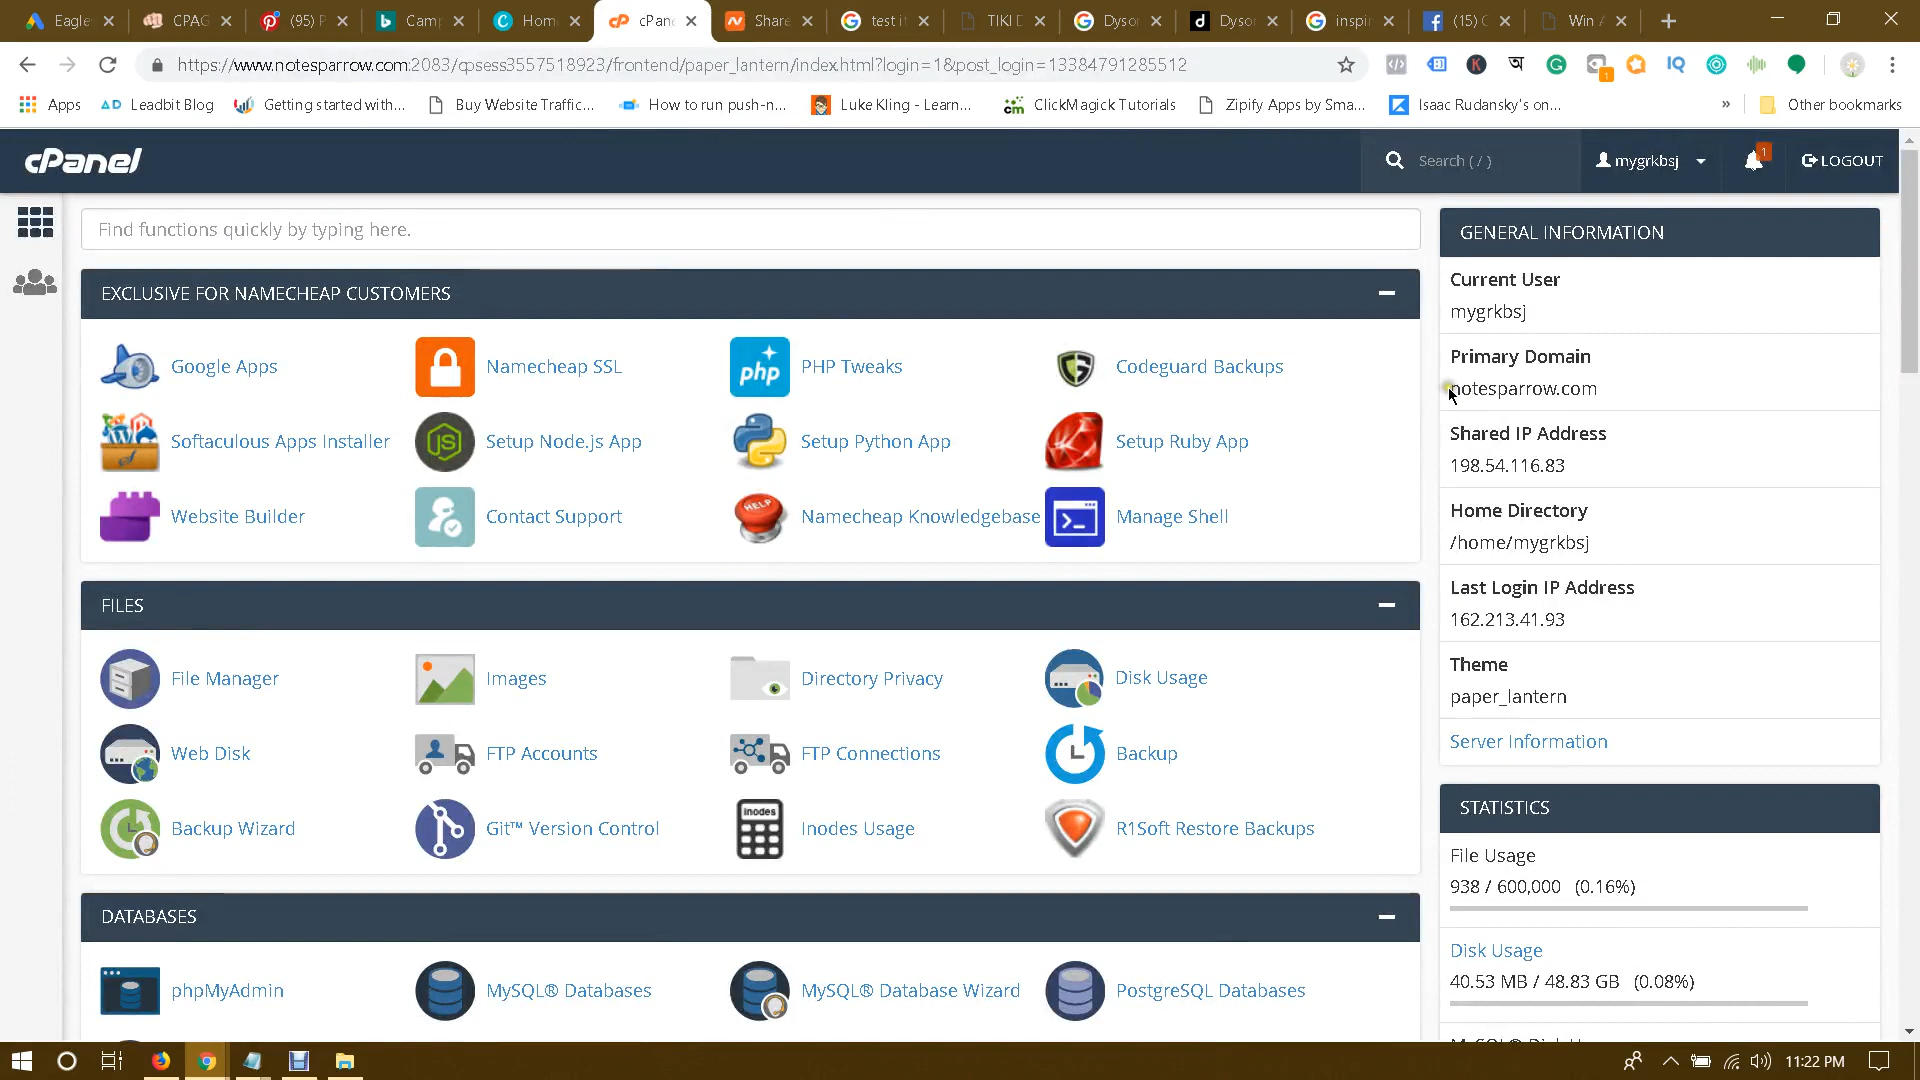 Eagle
CPAG
(95) P
Camp
Hom
cPan
Share
test i
TIKI D
Dyso
Dyso
inspi
(15) C
Win A
https://www.notesparrow.com:2083/cpsess3557518923/frontend/paper_lantern/index.html?login=1&post_login=13384791285512
Apps
Leadbit Blog
Getting started with...
Buy Website Traffic...
How to run push-n...
Luke Kling - Learn...
ClickMagick Tutorials
Zipify Apps by Sma...
Isaac Rudansky's on...
»
Other bookmarks
cPanel
Search ( / )
mygrkbsj
1
LOGOUT
Find functions quickly by typing here.
EXCLUSIVE FOR NAMECHEAP CUSTOMERS
Google Apps
Namecheap SSL
php
PHP Tweaks
Codeguard Backups
Softaculous Apps Installer
Setup Node.js App
Setup Python App
Setup Ruby App
Website Builder
Contact Support
HELP
Namecheap Knowledgebase
Manage Shell
FILES
File Manager
Images
Directory Privacy
Disk Usage
Web Disk
FTP Accounts
FTP Connections
Backup
Backup Wizard
Git™ Version Control
inodes
Inodes Usage
R1Soft Restore Backups
DATABASES
phpMyAdmin
MySQL® Databases
MySQL® Database Wizard
PostgreSQL Databases
GENERAL INFORMATION
Current User
mygrkbsj
Primary Domain
notesparrow.com
Shared IP Address
198.54.116.83
Home Directory
/home/mygrkbsj
Last Login IP Address
162.213.41.93
Theme
paper_lantern
Server Information
STATISTICS
File Usage
938 / 600,000 (0.16%)
Disk Usage
40.53 MB / 48.83 GB (0.08%)
11:22 PM